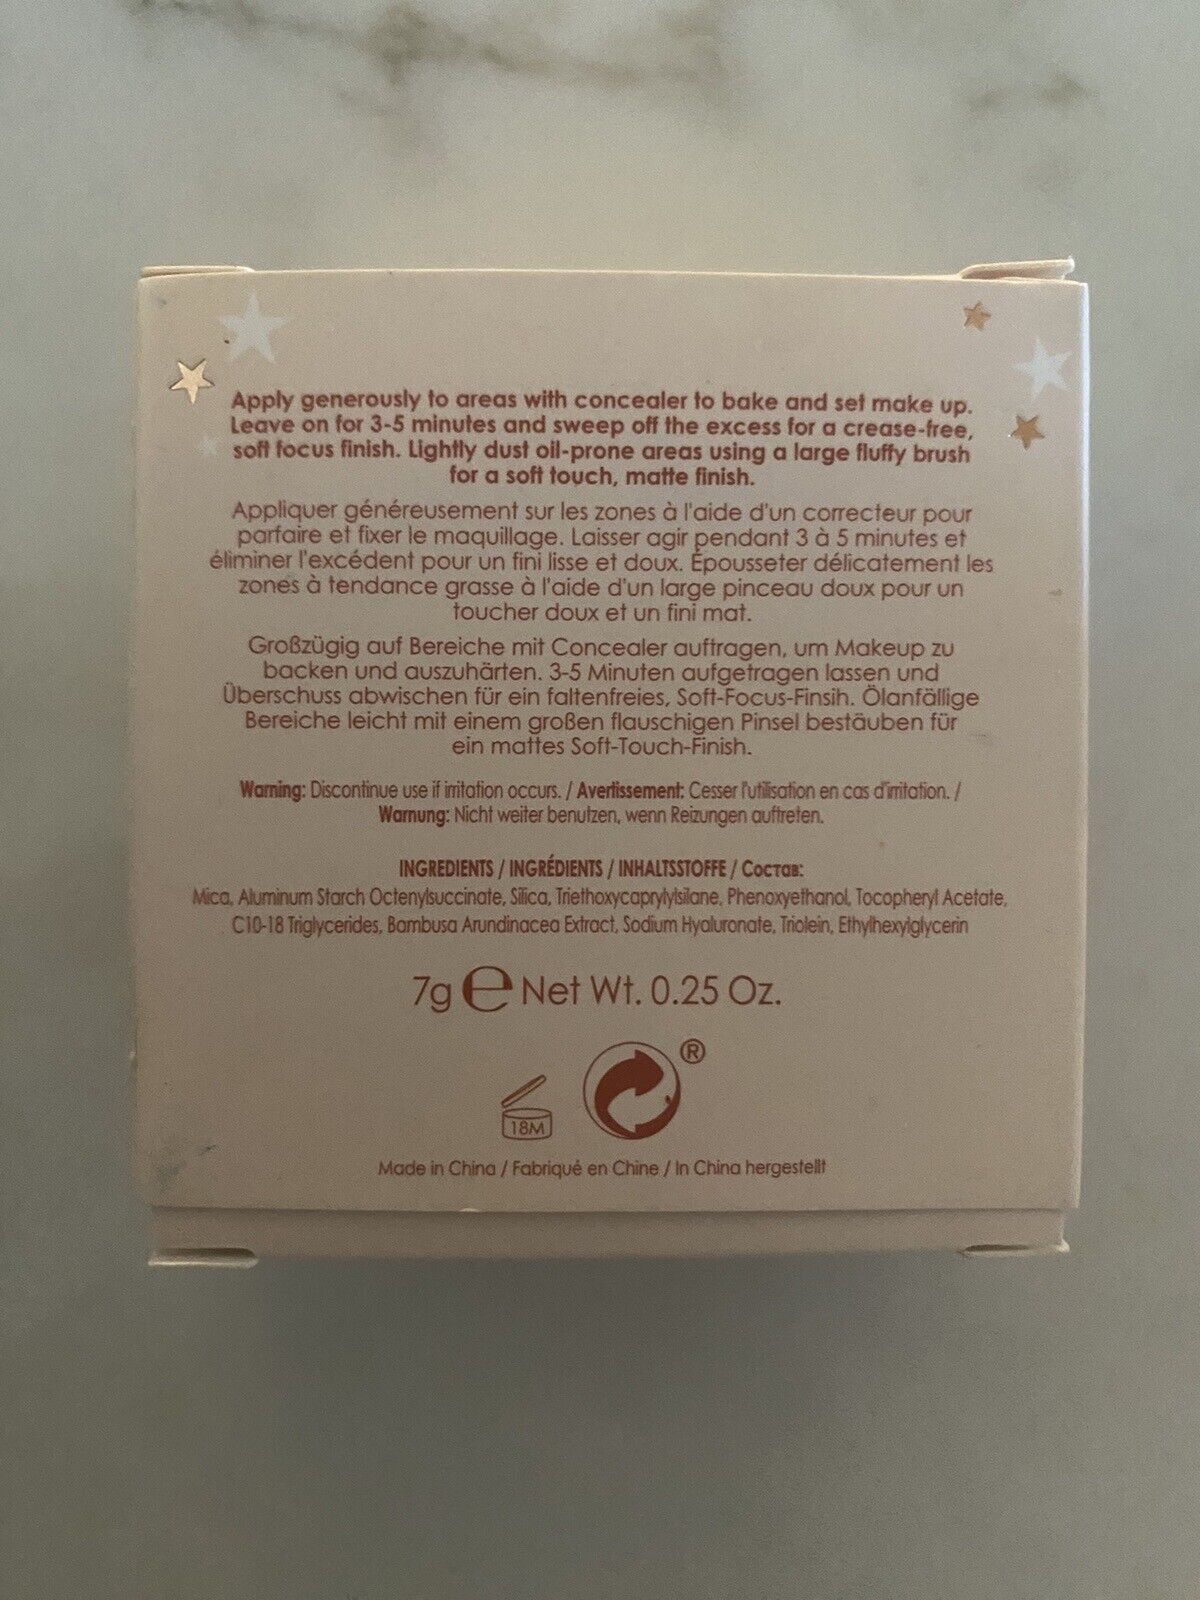 Apply generously to areas with concealer to bake and set make up.
Leave on for 3-5 minutes and sweep off the excess for a crease-free,
soft focus finish. Lightly dust oil-prone areas using a large fluffy brush
for a soft touch, matte finish.
Appliquer généreusement sur les zones à l'aide d'un correcteur pour
parfaire et fixer le maquillage. Laisser agir pendant 3 à 5 minutes et
éliminer l'excédent pour un fini lisse et doux. Épousseter délicatement les
zones à tendance grasse à l'aide d'un large pinceau doux pour un
toucher doux et un fini mat.
Großzügig auf Bereiche mit Concealer auftragen, um Makeup zu
backen und auszuhärten. 3-5 Minuten aufgetragen lassen und
Überschuss abwischen für ein faltenfreies, Soft-Focus-Finsih. Ölanfällige
Bereiche leicht mit einem großen flauschigen Pinsel bestäuben für
ein mattes Soft-Touch-Finish.
Warning: Discontinue use if irritation occurs. / Avertissement: Cesser l'utilisation en cas d'irritation. /
Warnung: Nicht weiter benutzen, wenn Reizungen auftreten.
INGREDIENTS / INGRÉDIENTS / INHALTSSTOFFE / Состав:
Mica, Aluminum Starch Octenylsuccinate, Silica, Triethoxycaprylylsilane, Phenoxyethanol, Tocopheryl Acetate,
C10-18 Triglycerides, Bambusa Arundinacea Extract, Sodium Hyaluronate, Triolein, Ethylhexylglycerin
7g ℮ Net Wt. 0.25 Oz.
®
18M
Made in China / Fabriqué en Chine / In China hergestellt